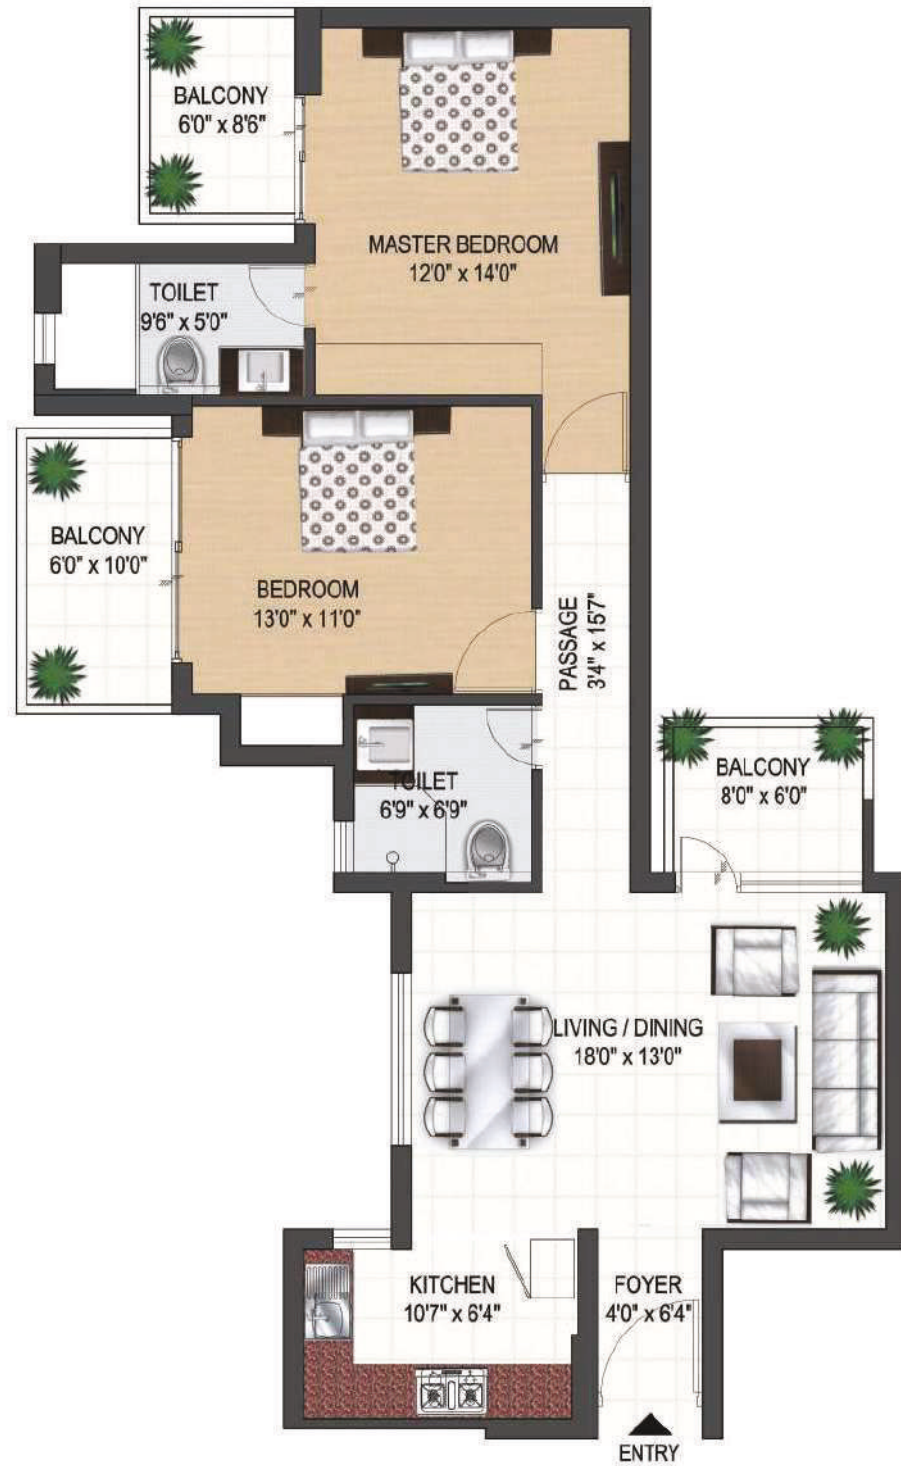 BALCONY
6'0" x 8'6"
MASTER BEDROOM
12'0" x 14'0"
TOILET
9'6" x 5'0"
BALCONY
6'0" x 10'0"
BEDROOM
13'0" x 11'0"
PASSAGE
3'4" x 15'7"
TOILET
6'9" x 6'9"
BALCONY
8'0" x 6'0"
LIVING / DINING
18'0" x 13'0"
KITCHEN
10'7" x 6'4"
FOYER
4'0" x 6'4"
ENTRY